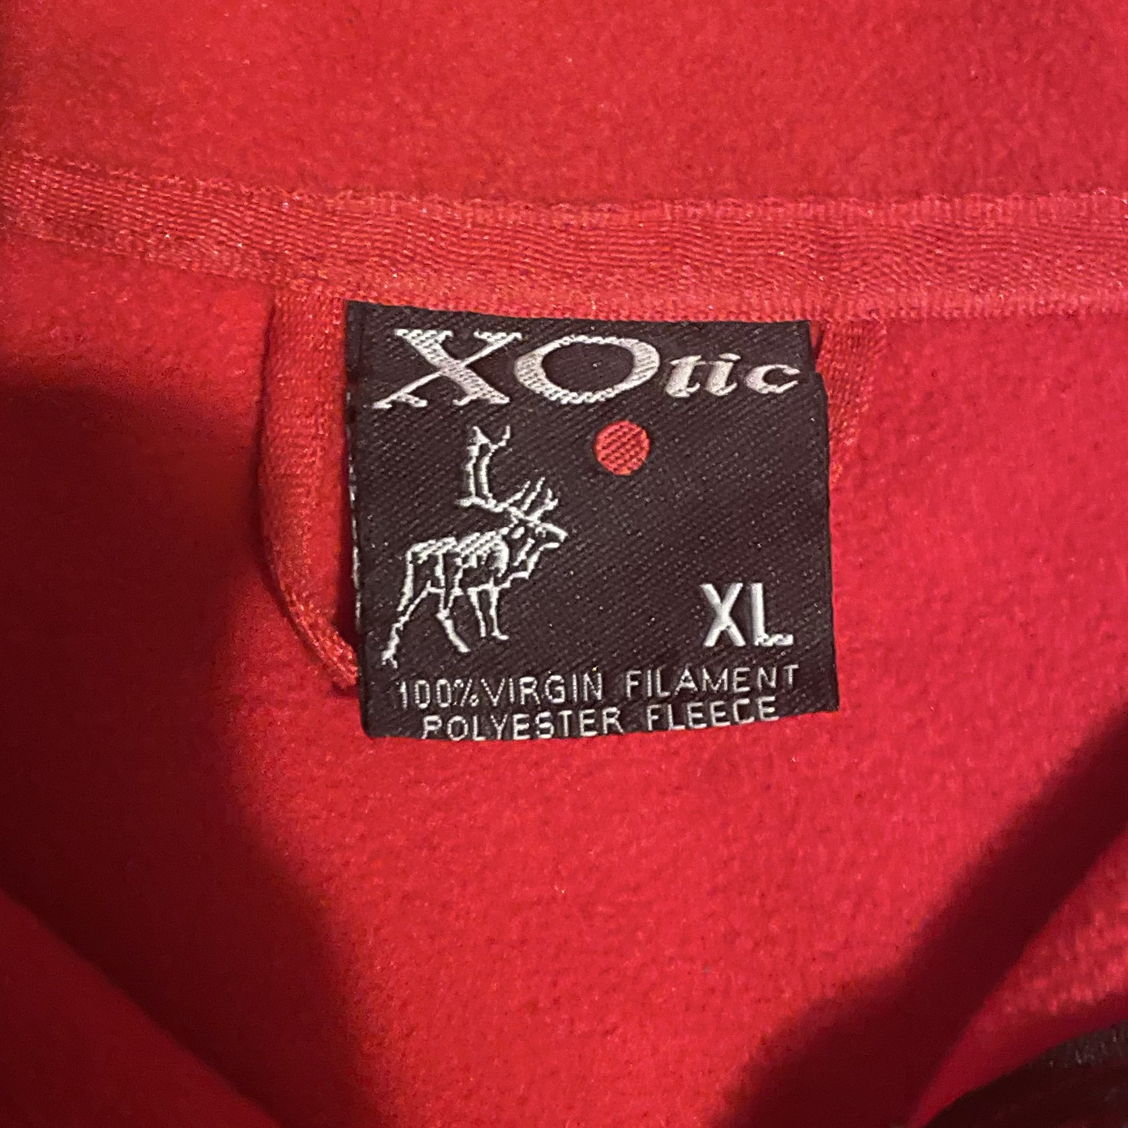 XOtic
XL
100% VIRGIN FILAMENT
POLYESTER FLEECE